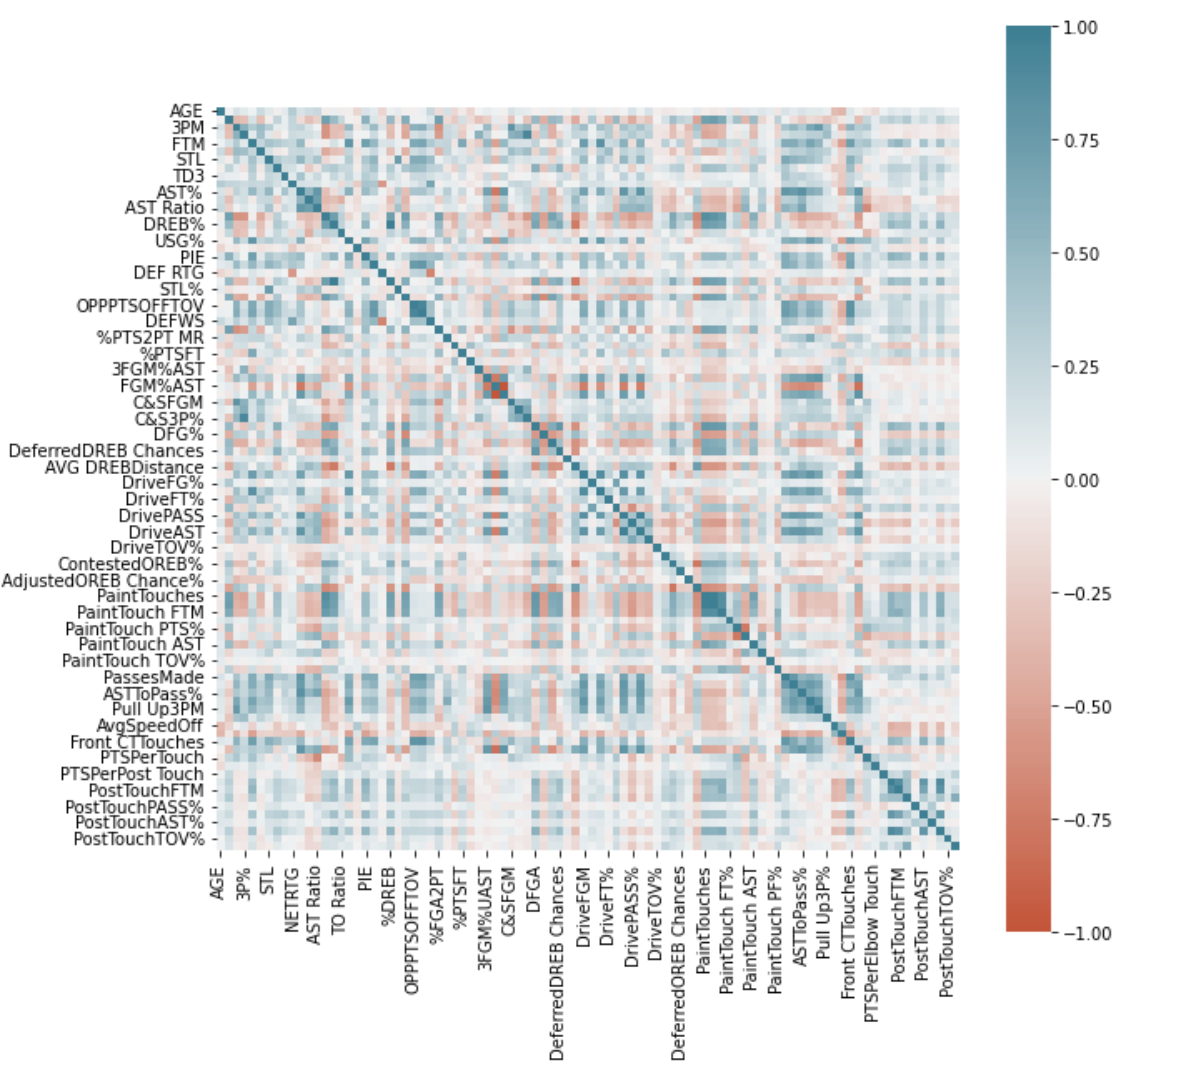 AGE
3PM
FTM
STL
TD3
AST%
AST Ratio
DREB%
USG%
PIE
DEF RTG
STL%
OPPPTSOFFTOV
DEFWS
%PTS2PT MR
%PTSFT
3FGM%AST
FGM%AST
C&SFGM
C&S3P%
DFG%
DeferredDREB Chances
AVG DREBDistance
DriveFG%
DriveFT%
DrivePASS
DriveAST
DriveTOV%
ContestedOREB%
AdjustedOREB Chance%
PaintTouches
PaintTouch FTM
PaintTouch PTS%
PaintTouch AST
PaintTouch TOV%
PassesMade
ASTToPass%
Pull Up3PM
AvgSpeedOff
Front CTTouches
PTSPerTouch
PTSPerPost Touch
PostTouchFTM
PostTouchPASS%
PostTouchAST%
PostTouchTOV%
AGE
3P%
STL
NETRTG
AST Ratio
TO Ratio
PIE
%DREB
OPPPTSOFFTOV
%FGA2PT
%PTSFT
3FGM%UAST
C&SFGM
DFGA
DeferredDREB Chances
DriveFGM
DriveFT%
DrivePASS%
DriveTOV%
DeferredOREB Chances
PaintTouches
PaintTouch FT%
PaintTouch AST
PaintTouch PF%
ASTToPass%
Pull Up3P%
Front CTTouches
PTSPerElbow Touch
PostTouchFTM
PostTouchAST
PostTouchTOV%
1.00
0.75
0.50
0.25
0.00
−0.25
−0.50
−0.75
−1.00